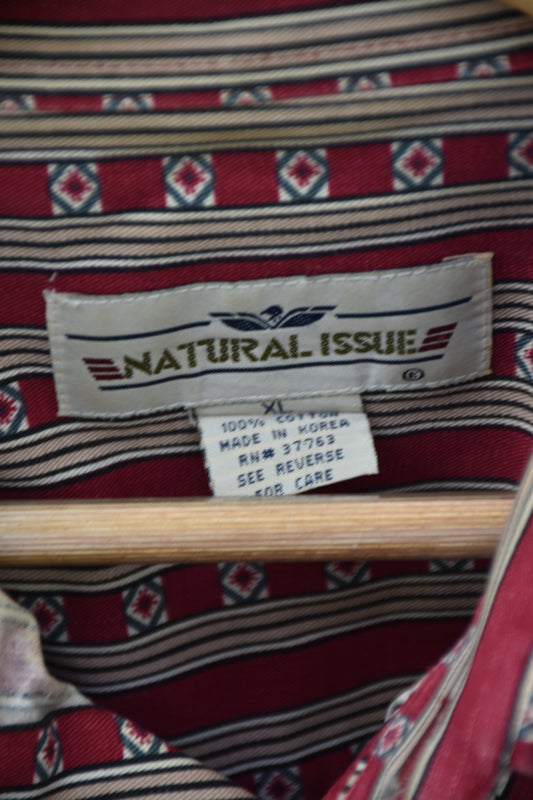 NATURAL ISSUE
®
XL
100% COTTON
MADE IN KOREA
RN# 37763
SEE REVERSE
FOR CARE